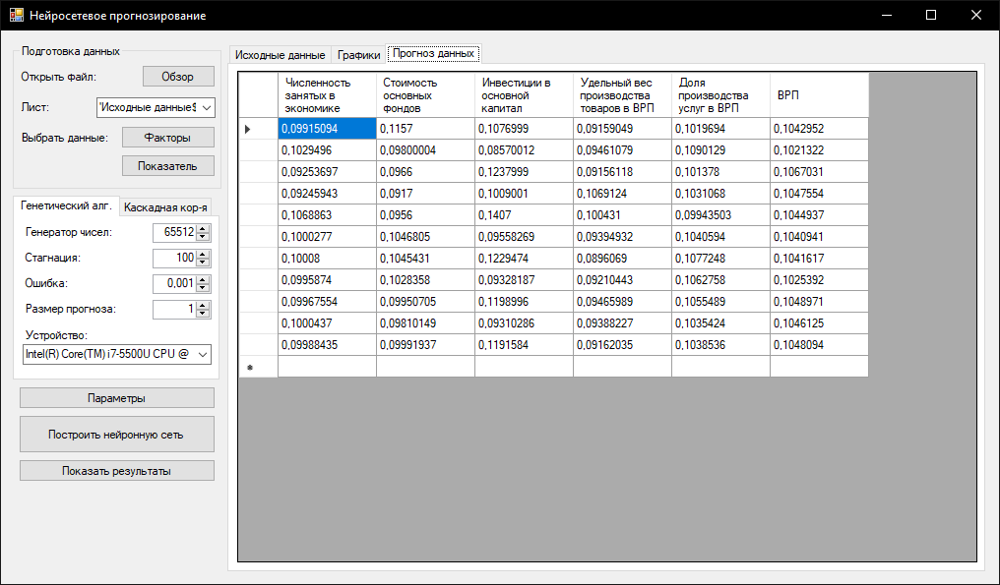 Нейросетевое прогнозирование
Подготовка данных
Открыть файл:
Обзор
Лист:
'Исходные данные$
Выбрать данные:
Факторы
Показатель
Генетический алг.
Каскадная кор-я
Генератор чисел:
65512
Стагнация:
100
Ошибка:
0,001
Размер прогноза:
1
Устройство:
Intel(R) Core(TM) i7-5500U CPU @
Параметры
Построить нейронную сеть
Показать результаты
Исходные данные
Графики
Прогноз данных
Численность
занятых в
экономике
Стоимость
основных
фондов
Инвестиции в
основной
капитал
Удельный вес
производства
товаров в ВРП
Доля
производства
услуг в ВРП
ВРП
0,09915094 0,1157 0,1076999 0,09159049 0,1019694 0,1042952
0,1029496 0,09800004 0,08570012 0,09461079 0,1090129 0,1021322
0,09253697 0,0966 0,1237999 0,09156118 0,101378 0,1067031
0,09245943 0,0917 0,1009001 0,1069124 0,1031068 0,1047554
0,1068863 0,0956 0,1407 0,100431 0,09943503 0,1044937
0,1000277 0,1046805 0,09558269 0,09394932 0,1040594 0,1040941
0,10008 0,1045431 0,1229474 0,0896069 0,1077248 0,1041617
0,0995874 0,1028358 0,09328187 0,09210443 0,1062758 0,1025392
0,09967554 0,09950705 0,1189996 0,09465989 0,1055489 0,1048971
0,1000437 0,09810149 0,09310286 0,09388227 0,1035424 0,1046125
0,09988435 0,09991937 0,1191584 0,09162035 0,1038536 0,1048094